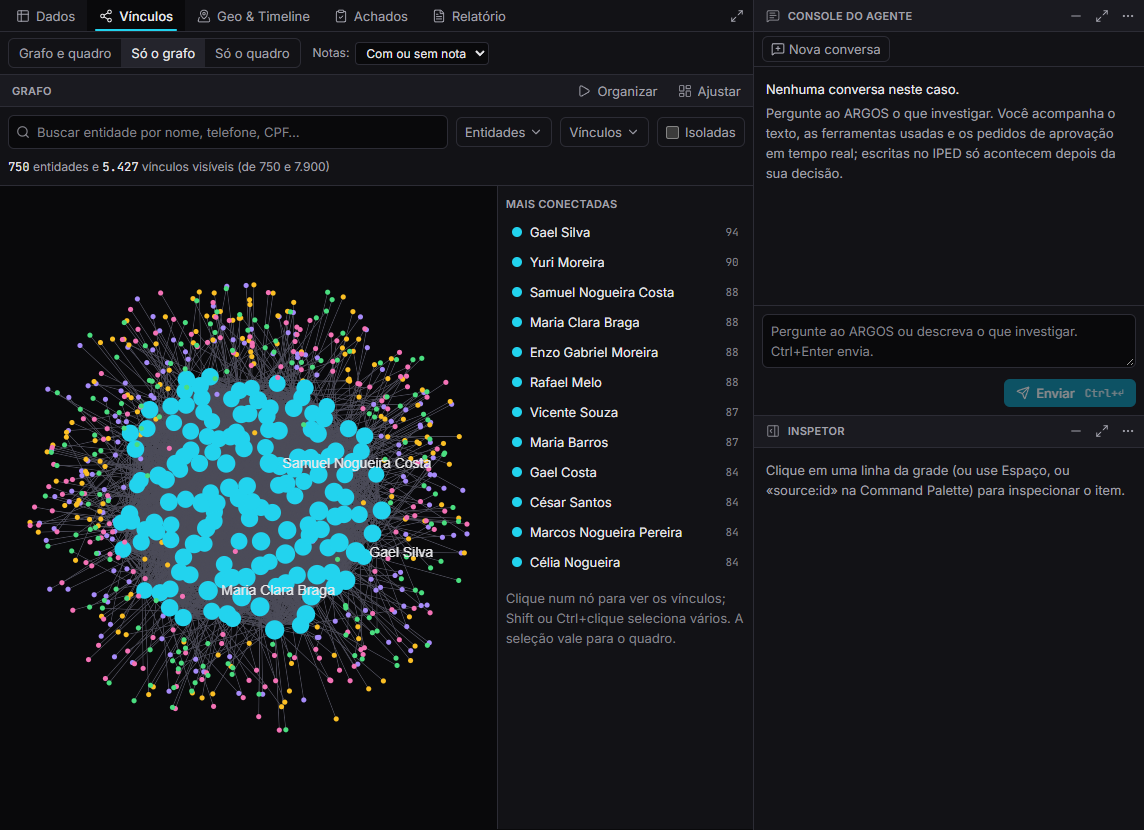 Dados Vínculos Geo & Timeline Achados Relatório
Grafo e quadro Só o grafo Só o quadro Notas: Com ou sem nota
GRAFO Organizar Ajustar
Buscar entidade por nome, telefone, CPF...
Entidades Vínculos Isoladas
750 entidades e 5.427 vínculos visíveis (de 750 e 7.900)
Samuel Nogueira Costa
Gael Silva
Maria Clara Braga
MAIS CONECTADAS
Gael Silva 94
Yuri Moreira 90
Samuel Nogueira Costa 88
Maria Clara Braga 88
Enzo Gabriel Moreira 88
Rafael Melo 88
Vicente Souza 87
Maria Barros 87
Gael Costa 84
César Santos 84
Marcos Nogueira Pereira 84
Célia Nogueira 84
Clique num nó para ver os vínculos;
Shift ou Ctrl+clique seleciona vários. A
seleção vale para o quadro.
CONSOLE DO AGENTE
Nova conversa
Nenhuma conversa neste caso.
Pergunte ao ARGOS o que investigar. Você acompanha o
texto, as ferramentas usadas e os pedidos de aprovação
em tempo real; escritas no IPED só acontecem depois da
sua decisão.
Pergunte ao ARGOS ou descreva o que investigar.
Ctrl+Enter envia.
Enviar Ctrl+↵
INSPETOR
Clique em uma linha da grade (ou use Espaço, ou
«source:id» na Command Palette) para inspecionar o item.